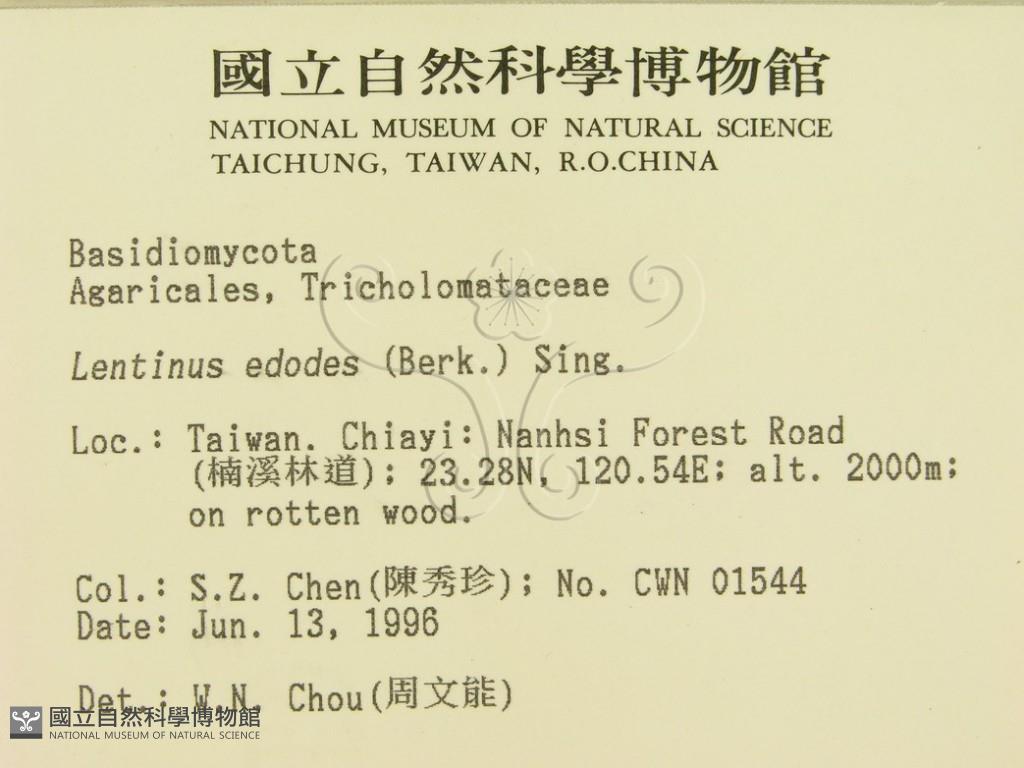 國立自然科學博物館
NATIONAL MUSEUM OF NATURAL SCIENCE
TAICHUNG, TAIWAN, R.O.CHINA
Basidiomycota
Agaricales, Tricholomataceae
Lentinus edodes (Berk.) Sing.
Loc.: Taiwan. Chiayi: Nanhsi Forest Road
(楠溪林道); 23.28N, 120.54E; alt. 2000m;
on rotten wood.
Col.: S.Z. Chen(陳秀珍); No. CWN 01544
Date: Jun. 13, 1996
Det.: W.N. Chou(周文能)
國立自然科學博物館
NATIONAL MUSEUM OF NATURAL SCIENCE